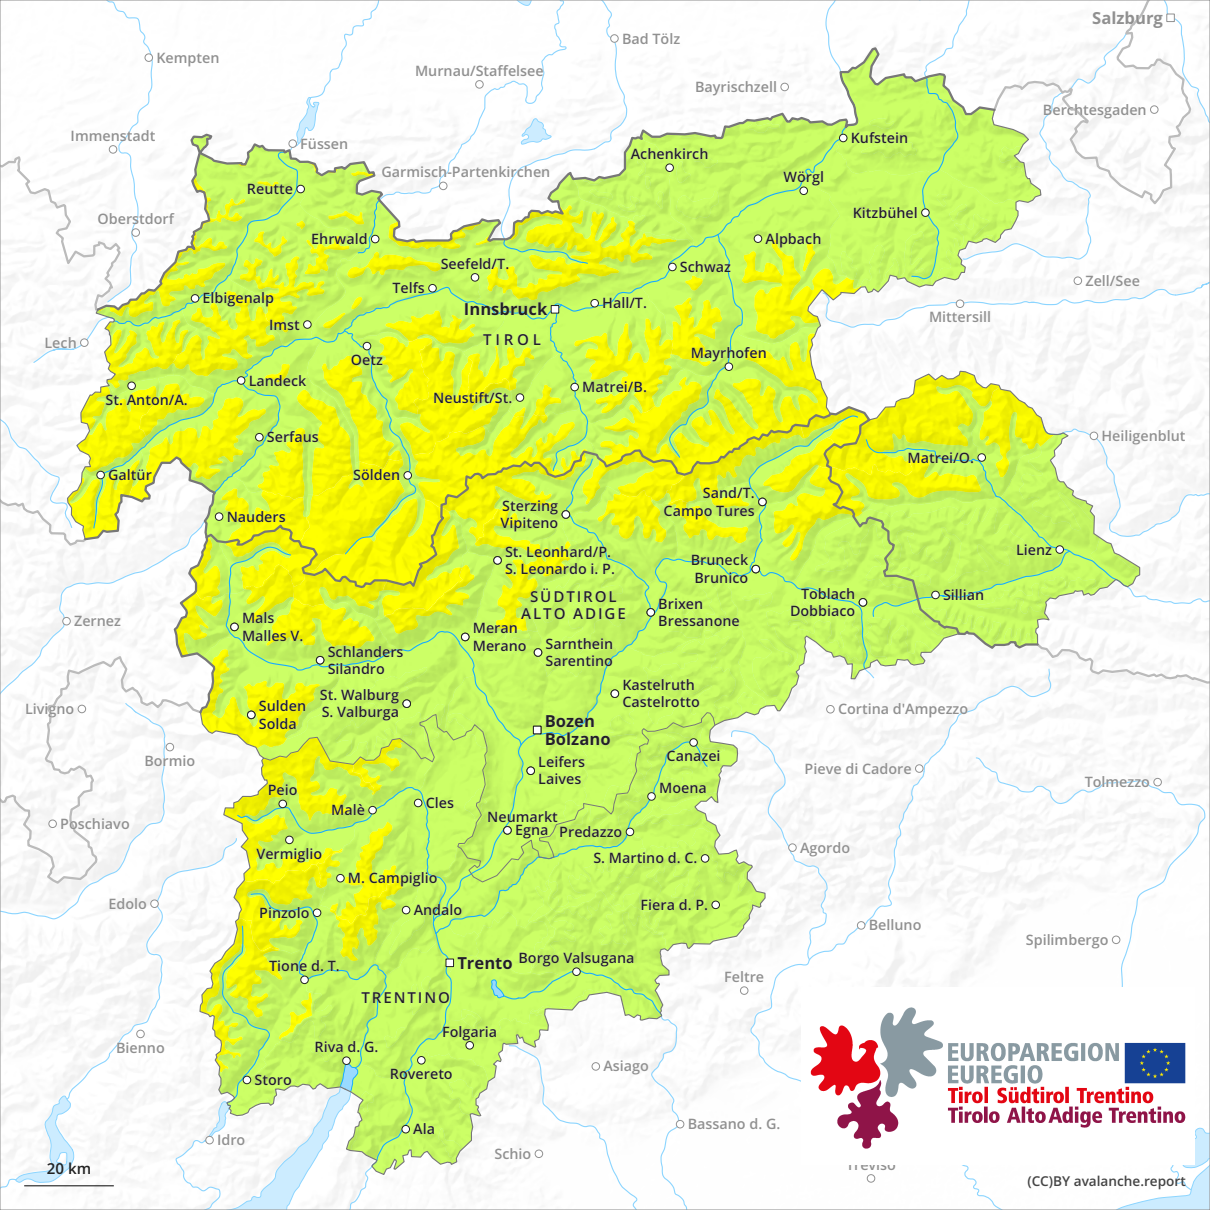 Salzburg
Bad Tölz
Kempten
Murnau/Staffelsee
Bayrischzell
Berchtesgaden
Immenstadt
Füssen
Kufstein
Achenkirch
Garmisch-Partenkirchen
Wörgl
Reutte
Oberstdorf
Kitzbühel
Ehrwald
Alpbach
Seefeld/T.
Schwaz
Zell/See
Telfs
Elbigenalp
Hall/T.
Innsbruck
Mittersill
Imst
TIROL
Lech
Oetz
Mayrhofen
Landeck
Matrei/B.
St. Anton/A.
Neustift/St.
Serfaus
Heiligenblut
Matrei/O.
Galtür
Sölden
Sand/T.
Campo Tures
Sterzing
Vipiteno
Nauders
Lienz
St. Leonhard/P.
S. Leonardo i. P.
Bruneck
Brunico
SÜDTIROL
ALTO ADIGE
Toblach
Dobbiaco
Sillian
Brixen
Bressanone
Zernez
Mals
Malles V.
Meran
Merano
Sarnthein
Sarentino
Schlanders
Silandro
Kastelruth
Castelrotto
St. Walburg
S. Valburga
Livigno
Sulden
Solda
Cortina d'Ampezzo
Bozen
Bolzano
Bormio
Canazei
Leifers
Laives
Pieve di Cadore
Tolmezzo
Peio
Moena
Malè
Cles
Neumarkt
Egna
Predazzo
Poschiavo
Vermiglio
S. Martino d. C.
Agordo
M. Campiglio
Edolo
Pinzolo
Andalo
Fiera d. P.
Belluno
Spilimbergo
Trento
Borgo Valsugana
Tione d. T.
Feltre
TRENTINO
Bienno
Folgaria
Riva d. G.
Rovereto
Asiago
Storo
EUROPAREGION
EUREGIO
Tirol Südtirol Trentino
Tirolo Alto Adige Trentino
Ala
Bassano d. G.
Idro
Schio
Treviso
20 km
(CC)BY avalanche.report